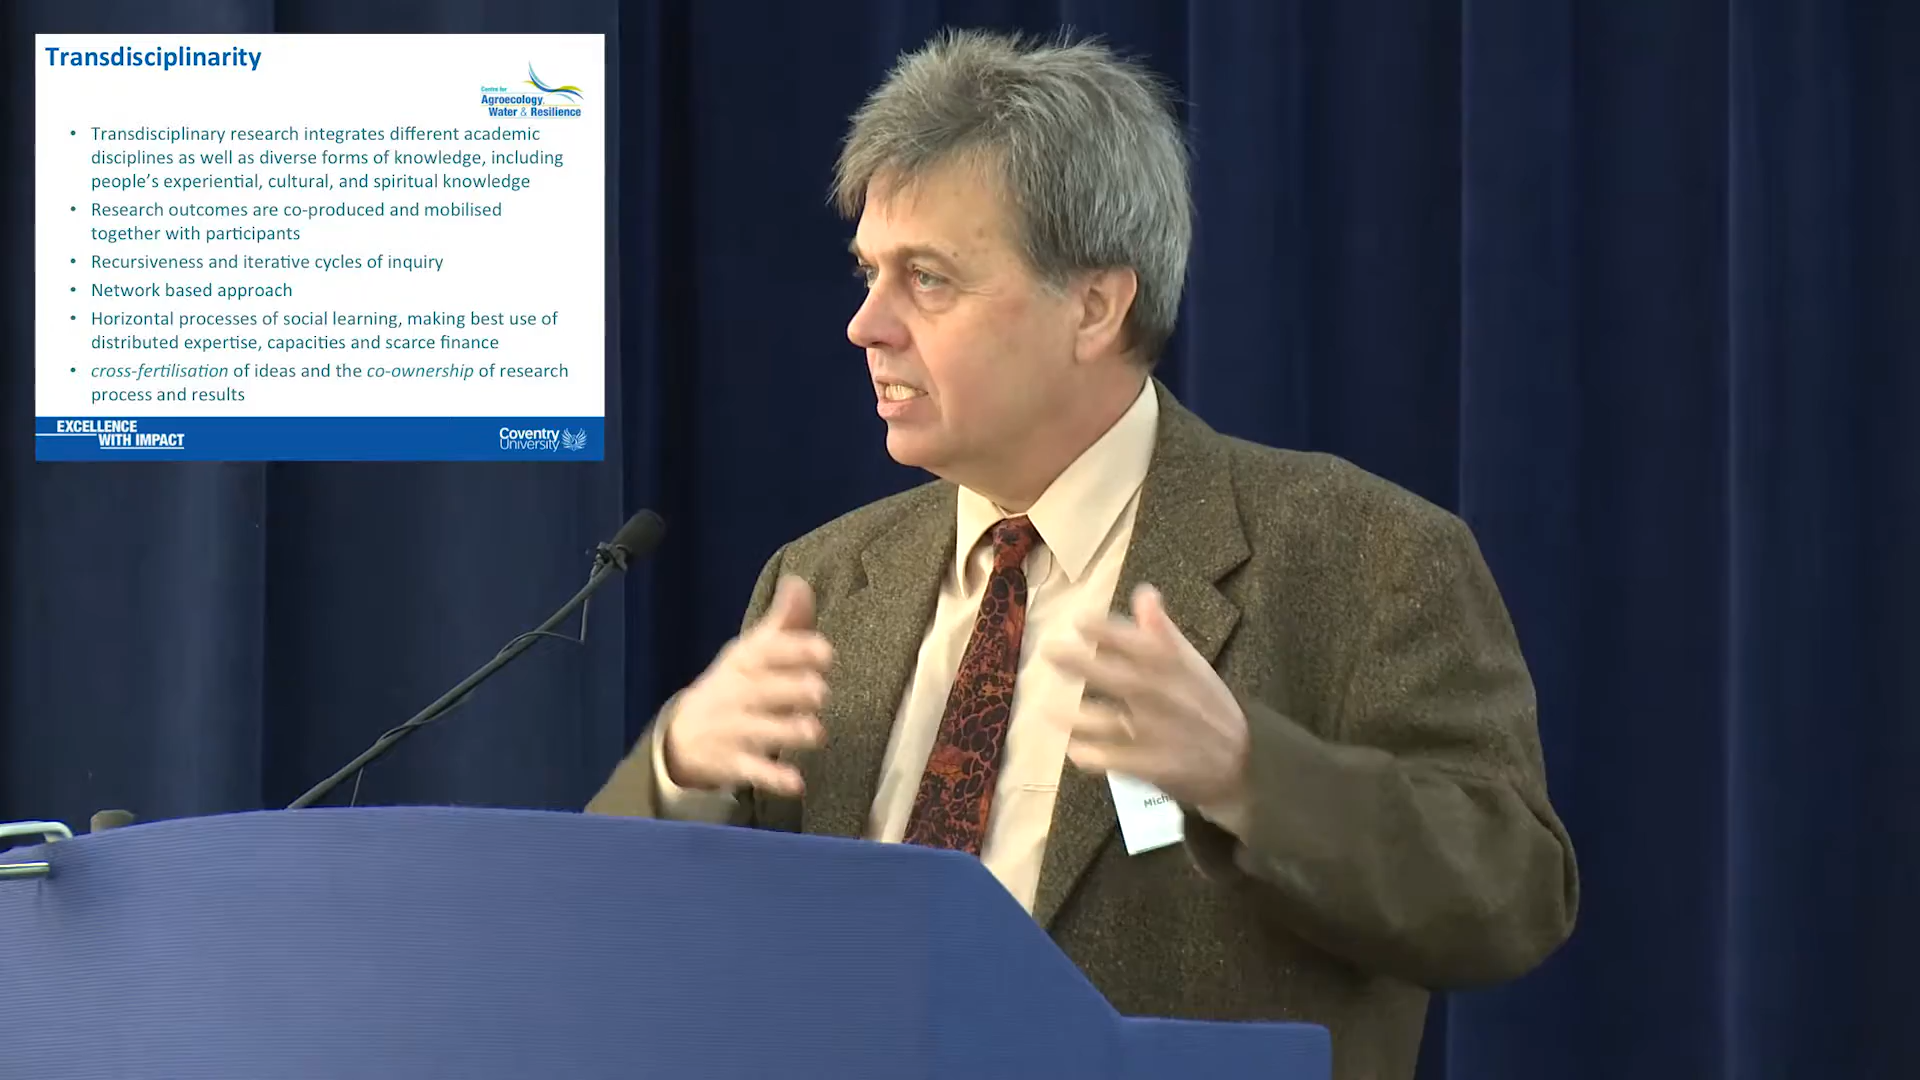 Transdisciplinarity
Centre for
Agroecology,
Water & Resilience
• Transdisciplinary research integrates different academic
disciplines as well as diverse forms of knowledge, including
people's experiential, cultural, and spiritual knowledge
• Research outcomes are co-produced and mobilised
together with participants
• Recursiveness and iterative cycles of inquiry
• Network based approach
• Horizontal processes of social learning, making best use of
distributed expertise, capacities and scarce finance
• cross-fertilisation of ideas and the co-ownership of research
process and results
EXCELLENCE
WITH IMPACT
Coventry
University